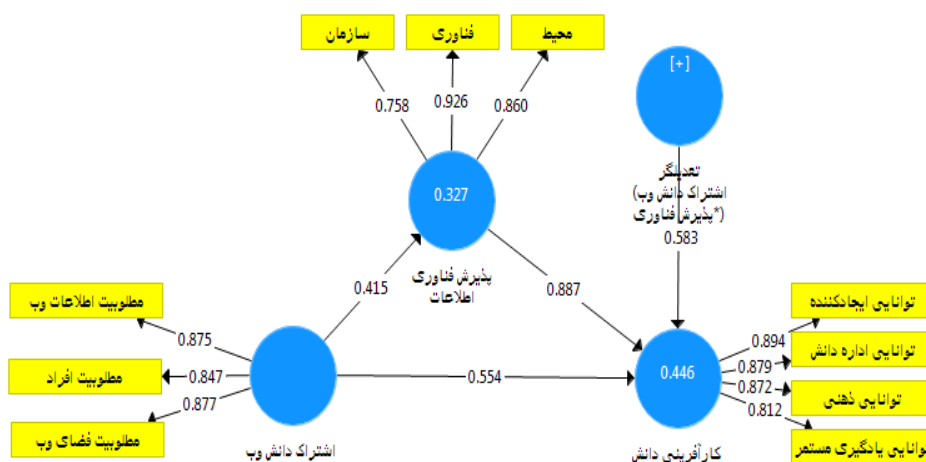 سازمان
فناوری
محیط
[+]
0.758
0.926
0.860
0.327
تعدیلگر
(اشتراک دانش وب
*پذیرش فناوری)
0.583
پذیرش فناوری
اطلاعات
0.415
0.887
مطلوبیت اطلاعات وب
0.875
مطلوبیت افراد
0.847
0.877
مطلوبیت فضای وب
اشتراک دانش وب
0.554
0.446
کارآفرینی دانش
توانایی ایجادکننده
0.894
توانایی اداره دانش
0.879
0.872
توانایی ذهنی
0.812
توانایی یادگیری مستمر